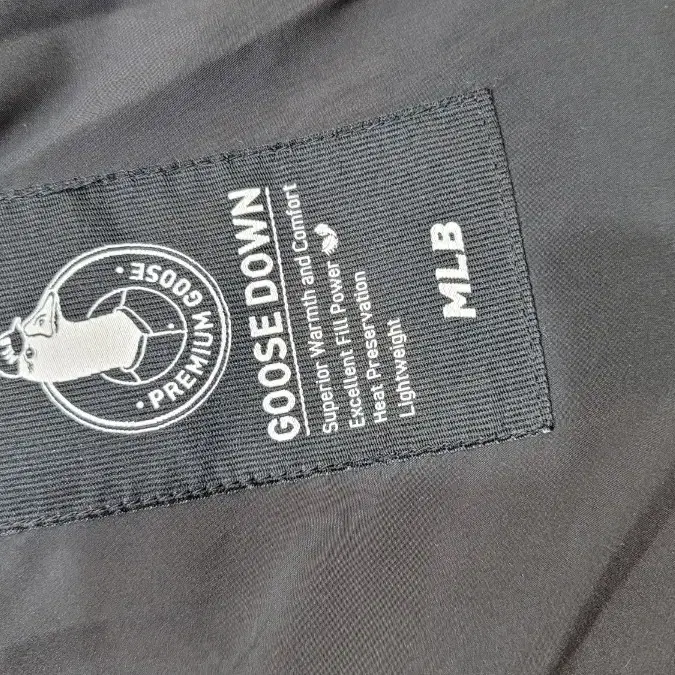 PREMIUM GOOSE
GOOSE DOWN
Superior Warmth and Comfort
Excellent Fill Power
Heat Preservation
Lightweight
MLB